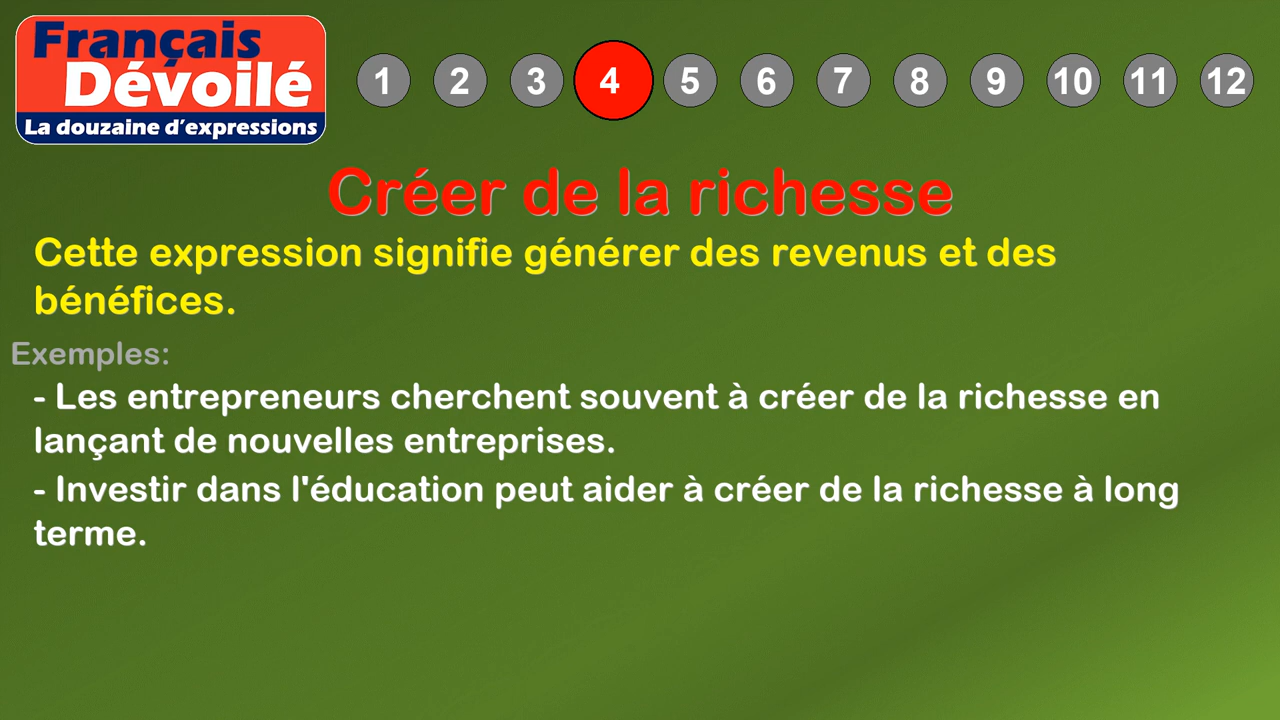 Français
Dévoilé
La douzaine d'expressions
1 2 3 4 5 6 7 8 9 10 11 12
Créer de la richesse
Cette expression signifie générer des revenus et des
bénéfices.
Exemples:
- Les entrepreneurs cherchent souvent à créer de la richesse en
lançant de nouvelles entreprises.
- Investir dans l'éducation peut aider à créer de la richesse à long
terme.